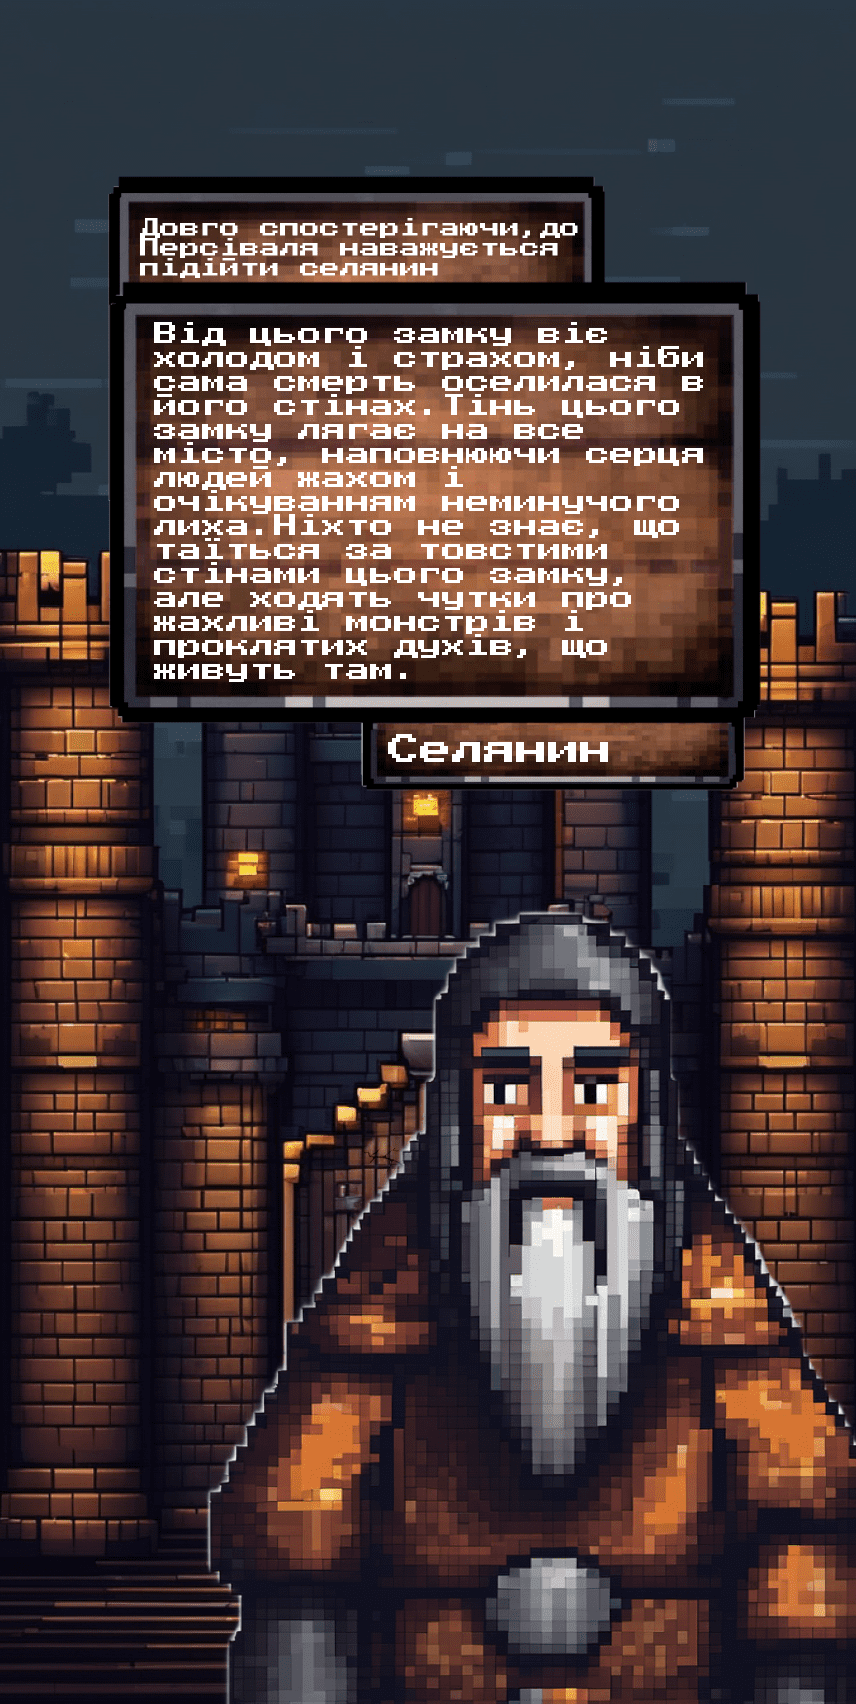 Довго спостерігаючи,до
Персіваля наважується
підійти селянин
Від цього замку віє
холодом і страхом, ніби
сама смерть оселилася в
його стінах.Тінь цього
замку лягає на все
місто, наповнюючи серця
людей жахом і
очікуванням неминучого
лиха.Ніхто не знає, що
таїться за товстими
стінами цього замку,
але ходять чутки про
жахливі монстрів і
проклятих духів, що
живуть там.
Селянин